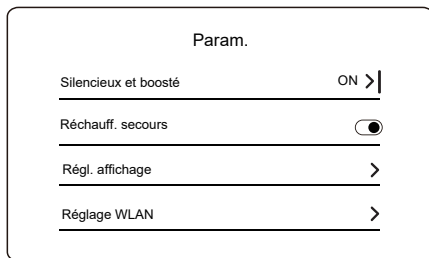 Param.
Silencieux et boosté ON
Réchauff. secours
Régl. affichage
Réglage WLAN